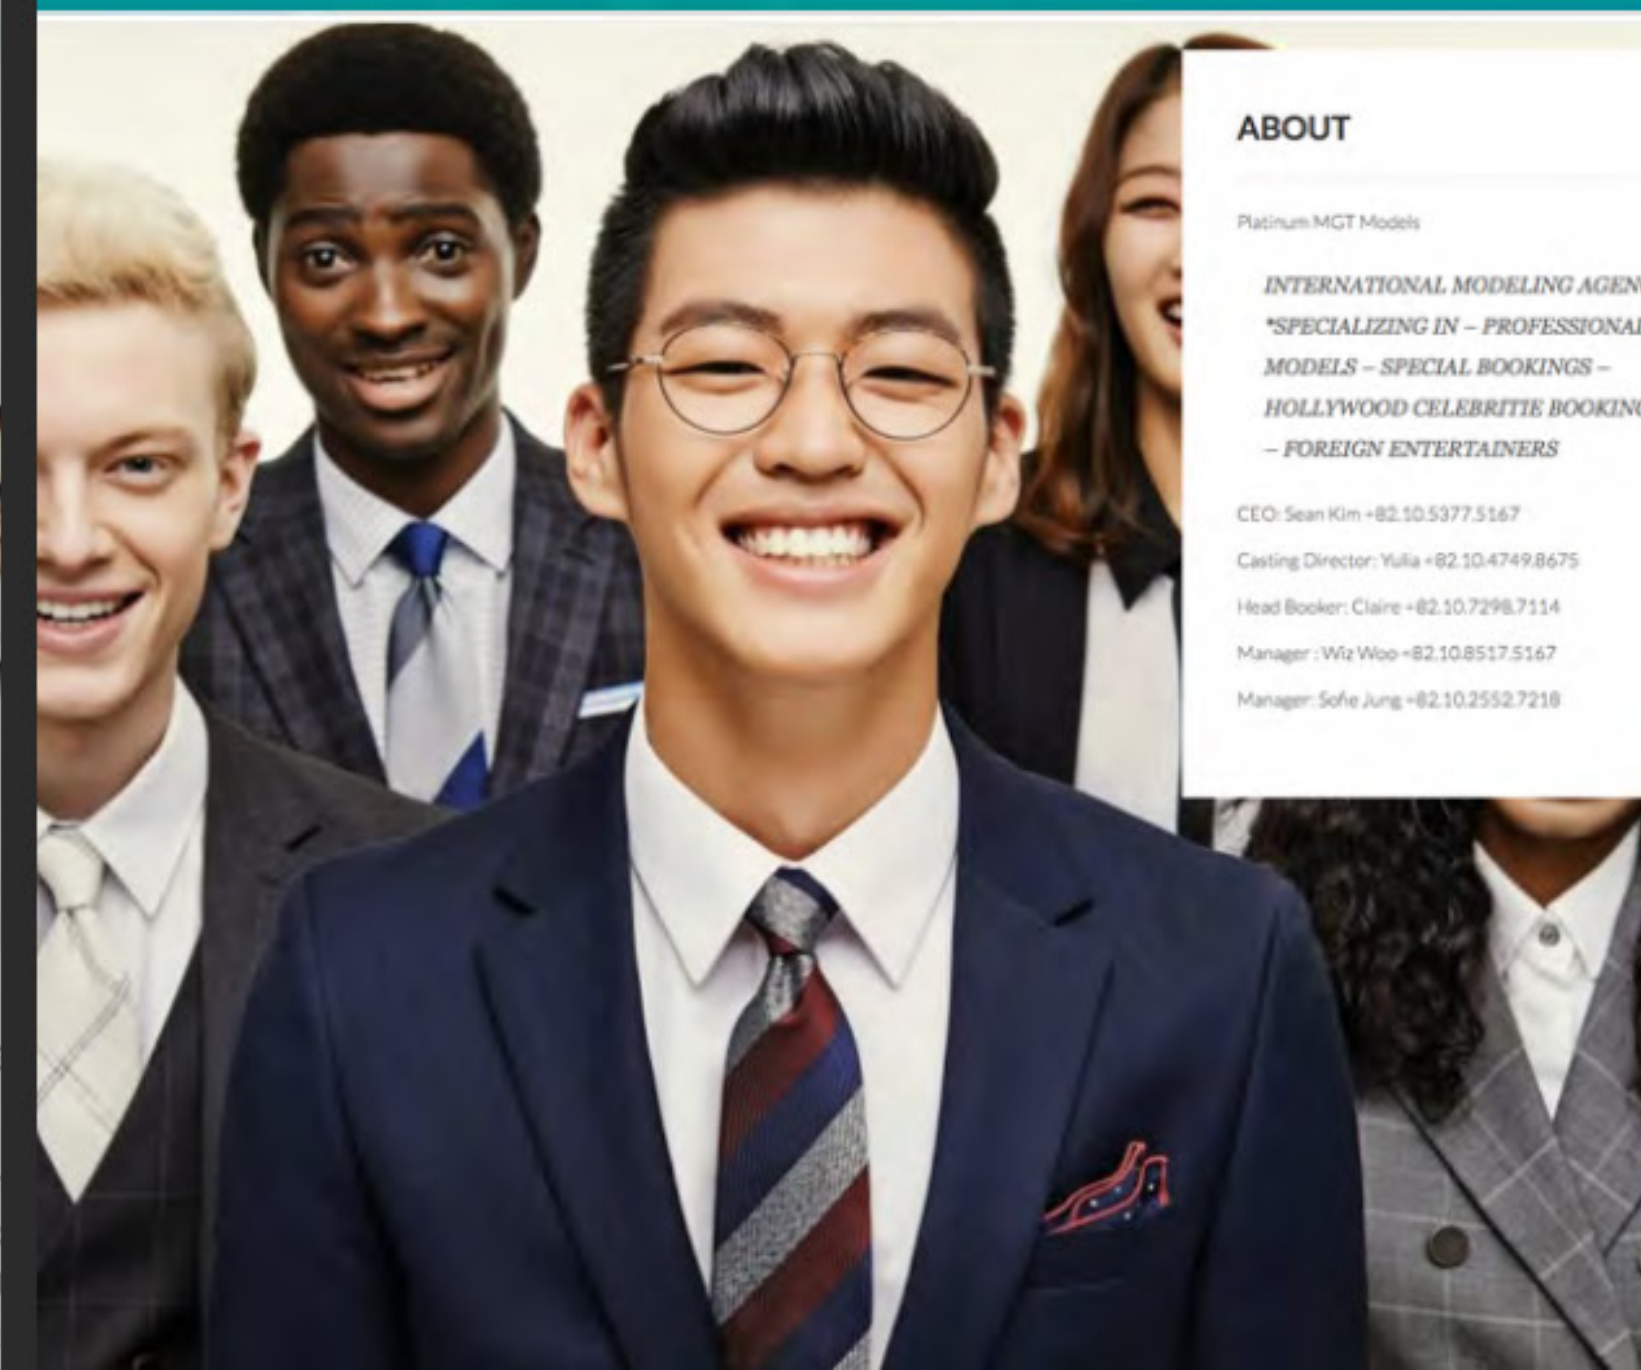 ABOUT
Platinum MGT Models
INTERNATIONAL MODELING AGEN
*SPECIALIZING IN – PROFESSIONAL
MODELS – SPECIAL BOOKINGS –
HOLLYWOOD CELEBRITIE BOOKING
– FOREIGN ENTERTAINERS
CEO: Sean Kim +82.10.5377.5167
Casting Director: Yulia +82.10.4749.8675
Head Booker: Claire +82.10.7298.7114
Manager : Wiz Woo +82.10.8517.5167
Manager: Sofie Jung +82.10.2552.7218